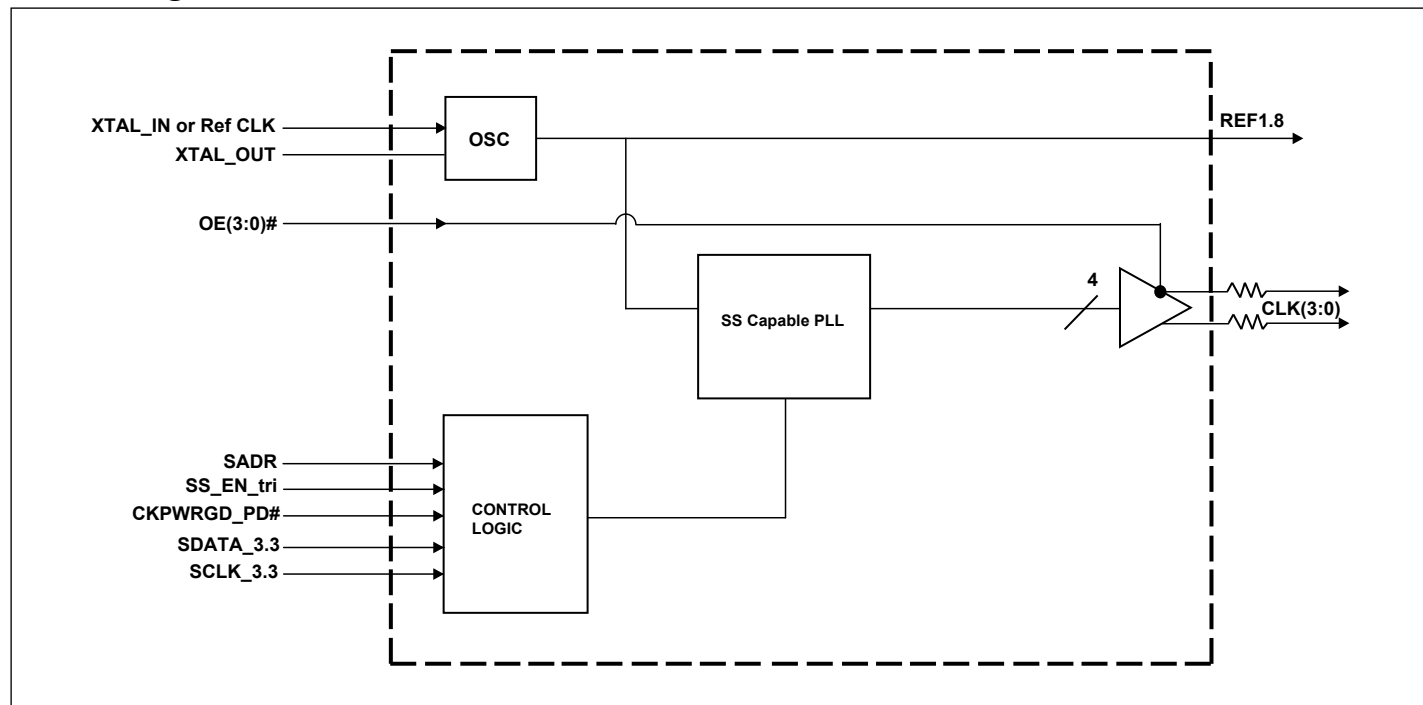 XTAL_IN or Ref CLK
XTAL_OUT
OSC
REF1.8
OE(3:0)#
SS Capable PLL
4
CLK(3:0)
SADR
SS_EN_tri
CKPWRGD_PD#
SDATA_3.3
SCLK_3.3
CONTROL
LOGIC